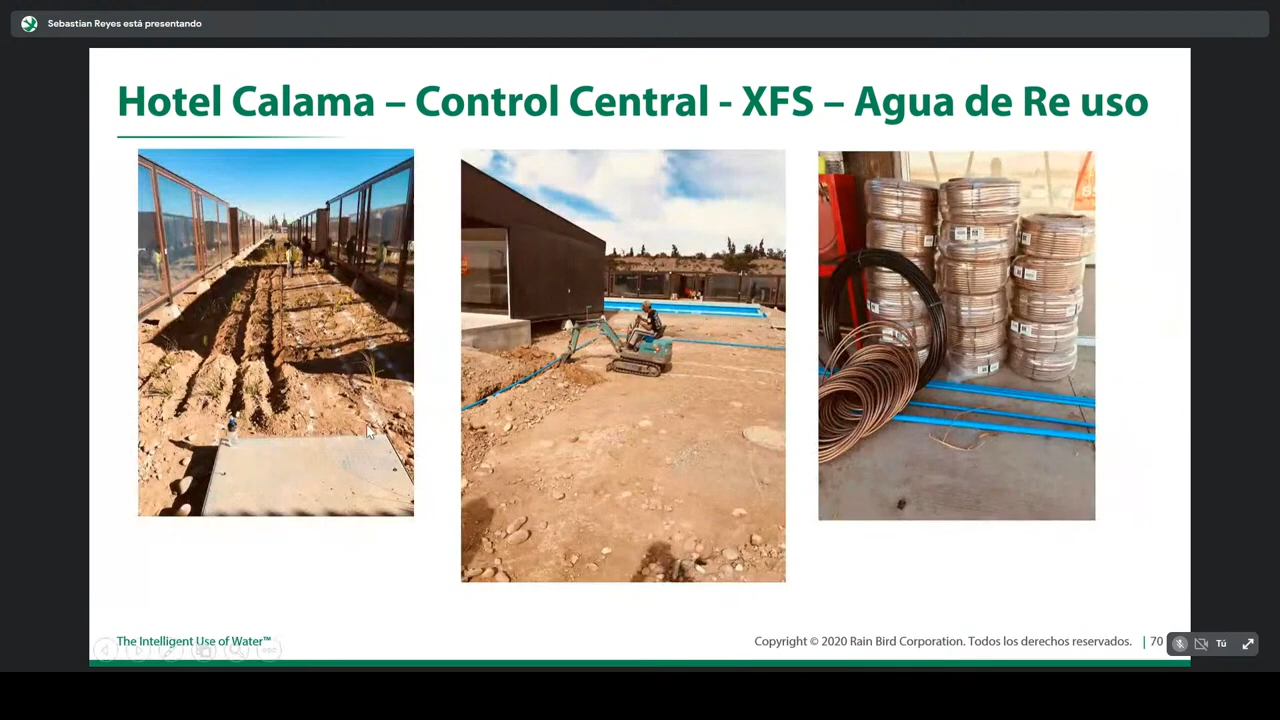 Sebastian Reyes está presentando
Hotel Calama – Control Central - XFS – Agua de Re uso
The Intelligent Use of Water™
Copyright © 2020 Rain Bird Corporation. Todos los derechos reservados. | 70
Tú